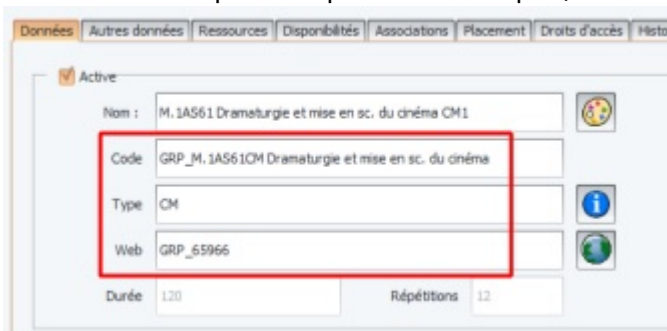 Données Autres données Ressources Disponibilités Associations Placement Droits d'accès Histo
Active
Nom : M.1AS61 Dramaturgie et mise en sc. du cinéma CM1
Code GRP_M.1AS61CM Dramaturgie et mise en sc. du cinéma
Type CM
Web GRP_65966
Durée 120 Répétitions 12